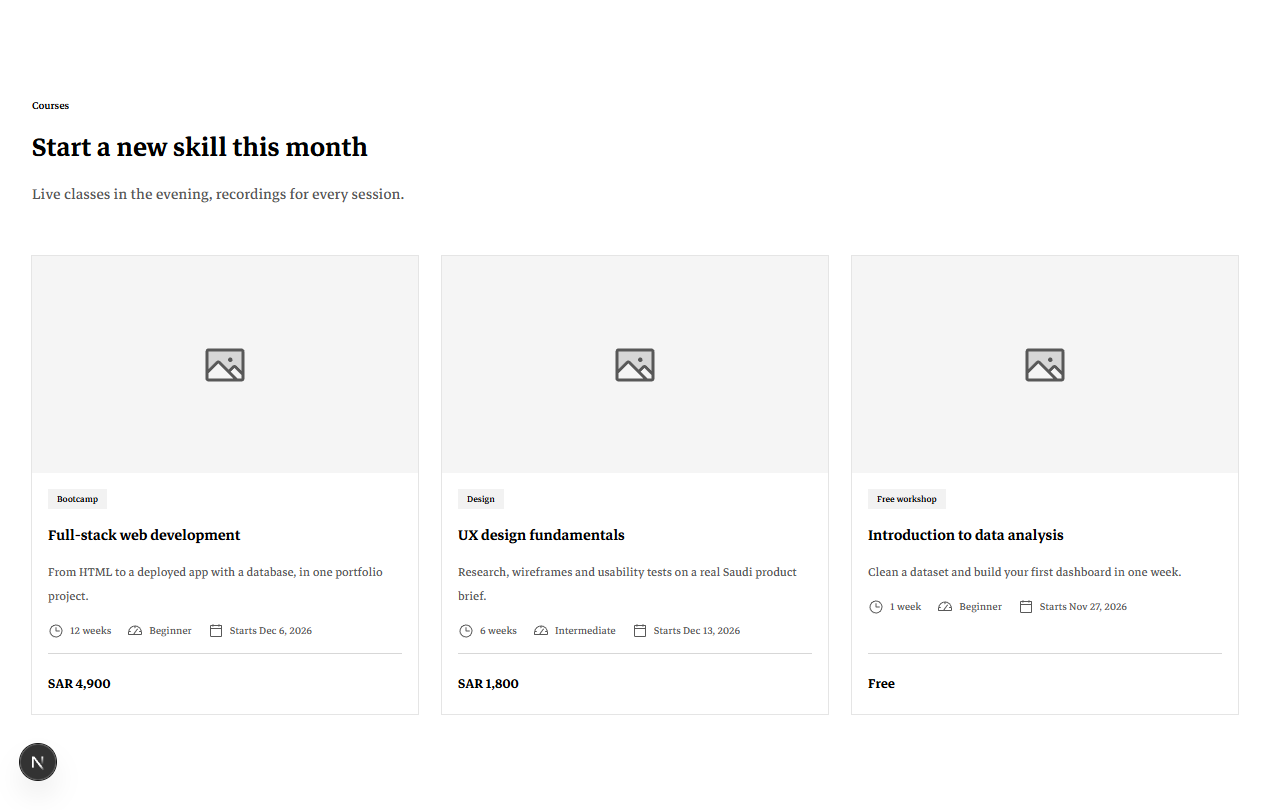 Courses
Start a new skill this month
Live classes in the evening, recordings for every session.
Bootcamp
Full-stack web development
From HTML to a deployed app with a database, in one portfolio
project.
12 weeks Beginner Starts Dec 6, 2026
SAR 4,900
Design
UX design fundamentals
Research, wireframes and usability tests on a real Saudi product
brief.
6 weeks Intermediate Starts Dec 13, 2026
SAR 1,800
Free workshop
Introduction to data analysis
Clean a dataset and build your first dashboard in one week.
1 week Beginner Starts Nov 27, 2026
Free
N